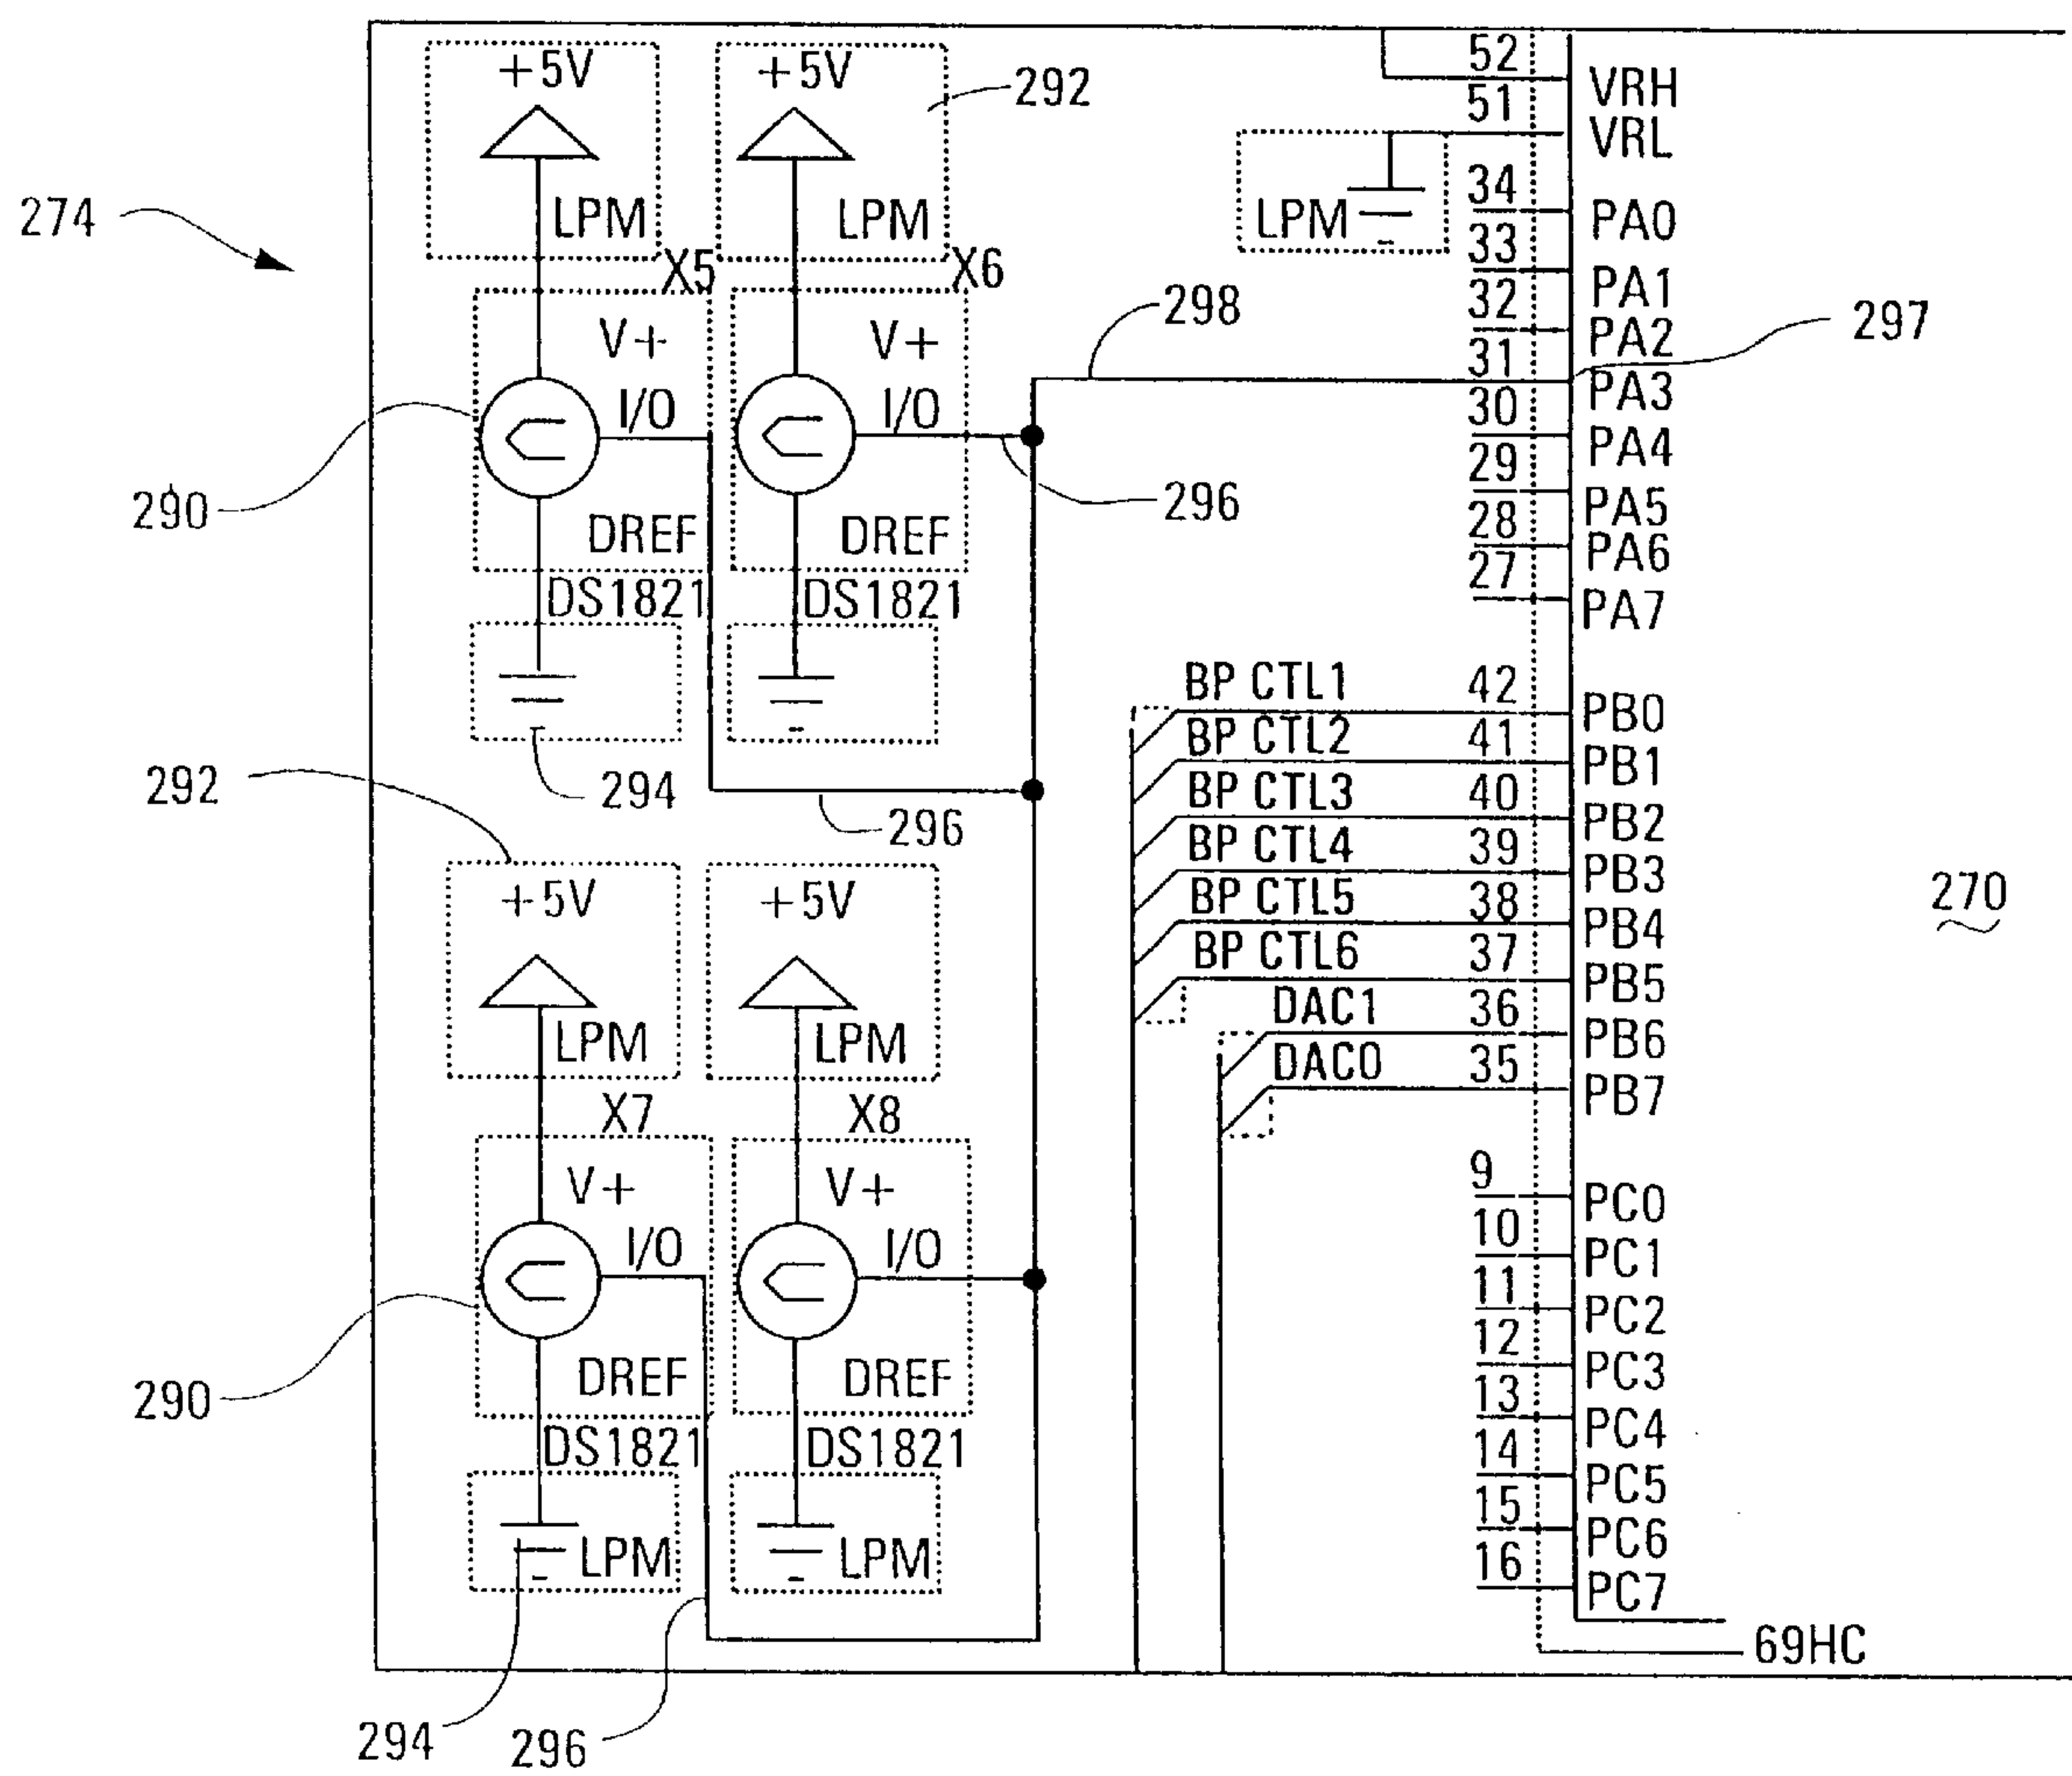 274
+5V
LPM
+5V
LPM
292
X5
X6
V+
I/O
DREF
DS1821
V+
I/O
DREF
DS1821
290
298
296
294
296
292
+5V
LPM
+5V
LPM
X7
X8
V+
I/O
DREF
DS1821
V+
I/O
DREF
DS1821
290
LPM
LPM
294
296
LPM
52 VRH
51 VRL
34 PA0
33 PA1
32 PA2
31 PA3
297
30 PA4
29 PA5
28 PA6
27 PA7
BP CTL1 42 PB0
BP CTL2 41 PB1
BP CTL3 40 PB2
BP CTL4 39 PB3
BP CTL5 38 PB4
BP CTL6 37 PB5
DAC1 36 PB6
DAC0 35 PB7
270
9 PC0
10 PC1
11 PC2
12 PC3
13 PC4
14 PC5
15 PC6
16 PC7
69HC